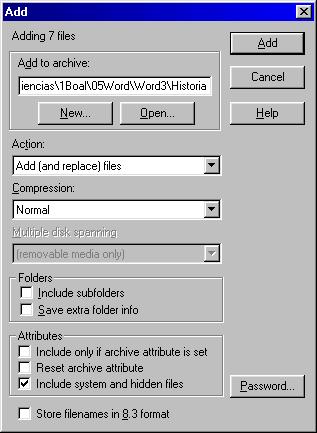 Add
Adding 7 files
Add
Add to archive:
iencias\1Boal\05Word\Word3\Historia
Cancel
New...
Open...
Help
Action:
Add (and replace) files
Compression:
Normal
Multiple disk spanning
(removable media only)
Folders
Include subfolders
Save extra folder info
Attributes
Include only if archive attribute is set
Reset archive attribute
Include system and hidden files
Password...
Store filenames in 8.3 format